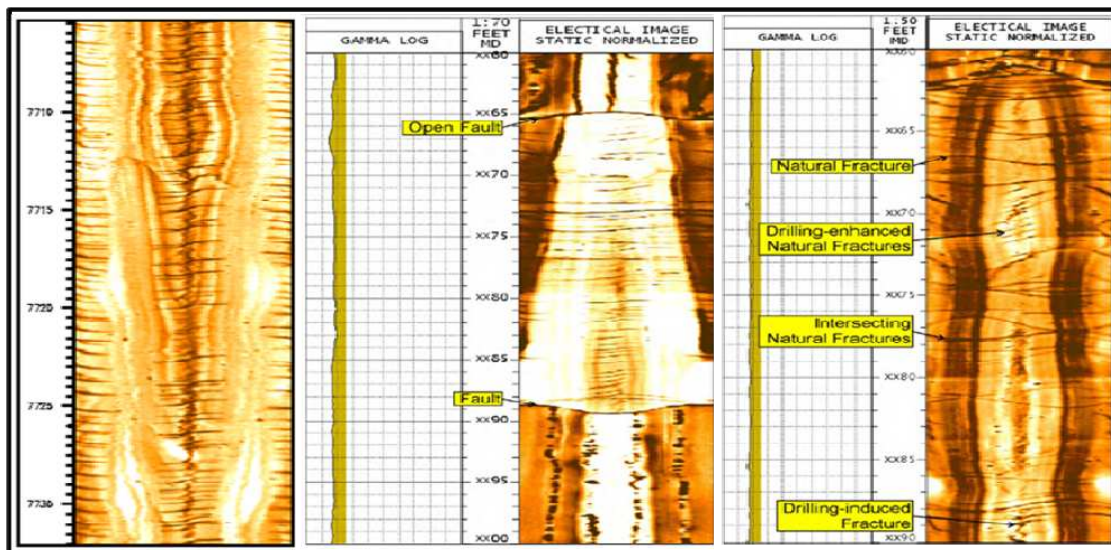 7710
7715
7720
7725
7730
GAMMA LOG
1:70
FEET
MD
ELECTICAL IMAGE
STATIC NORMALIZED
xx60
xx65
xx70
xx75
xx80
xx85
xx90
xx95
xx00
Open Fault
Fault
GAMMA LOG
1:50
FEET
MD
ELECTICAL IMAGE
STATIC NORMALIZED
xx60
xx65
xx70
xx75
xx80
xx85
xx90
Natural Fracture
Drilling-enhanced
Natural Fractures
Intersecting
Natural Fractures
Drilling-induced
Fracture